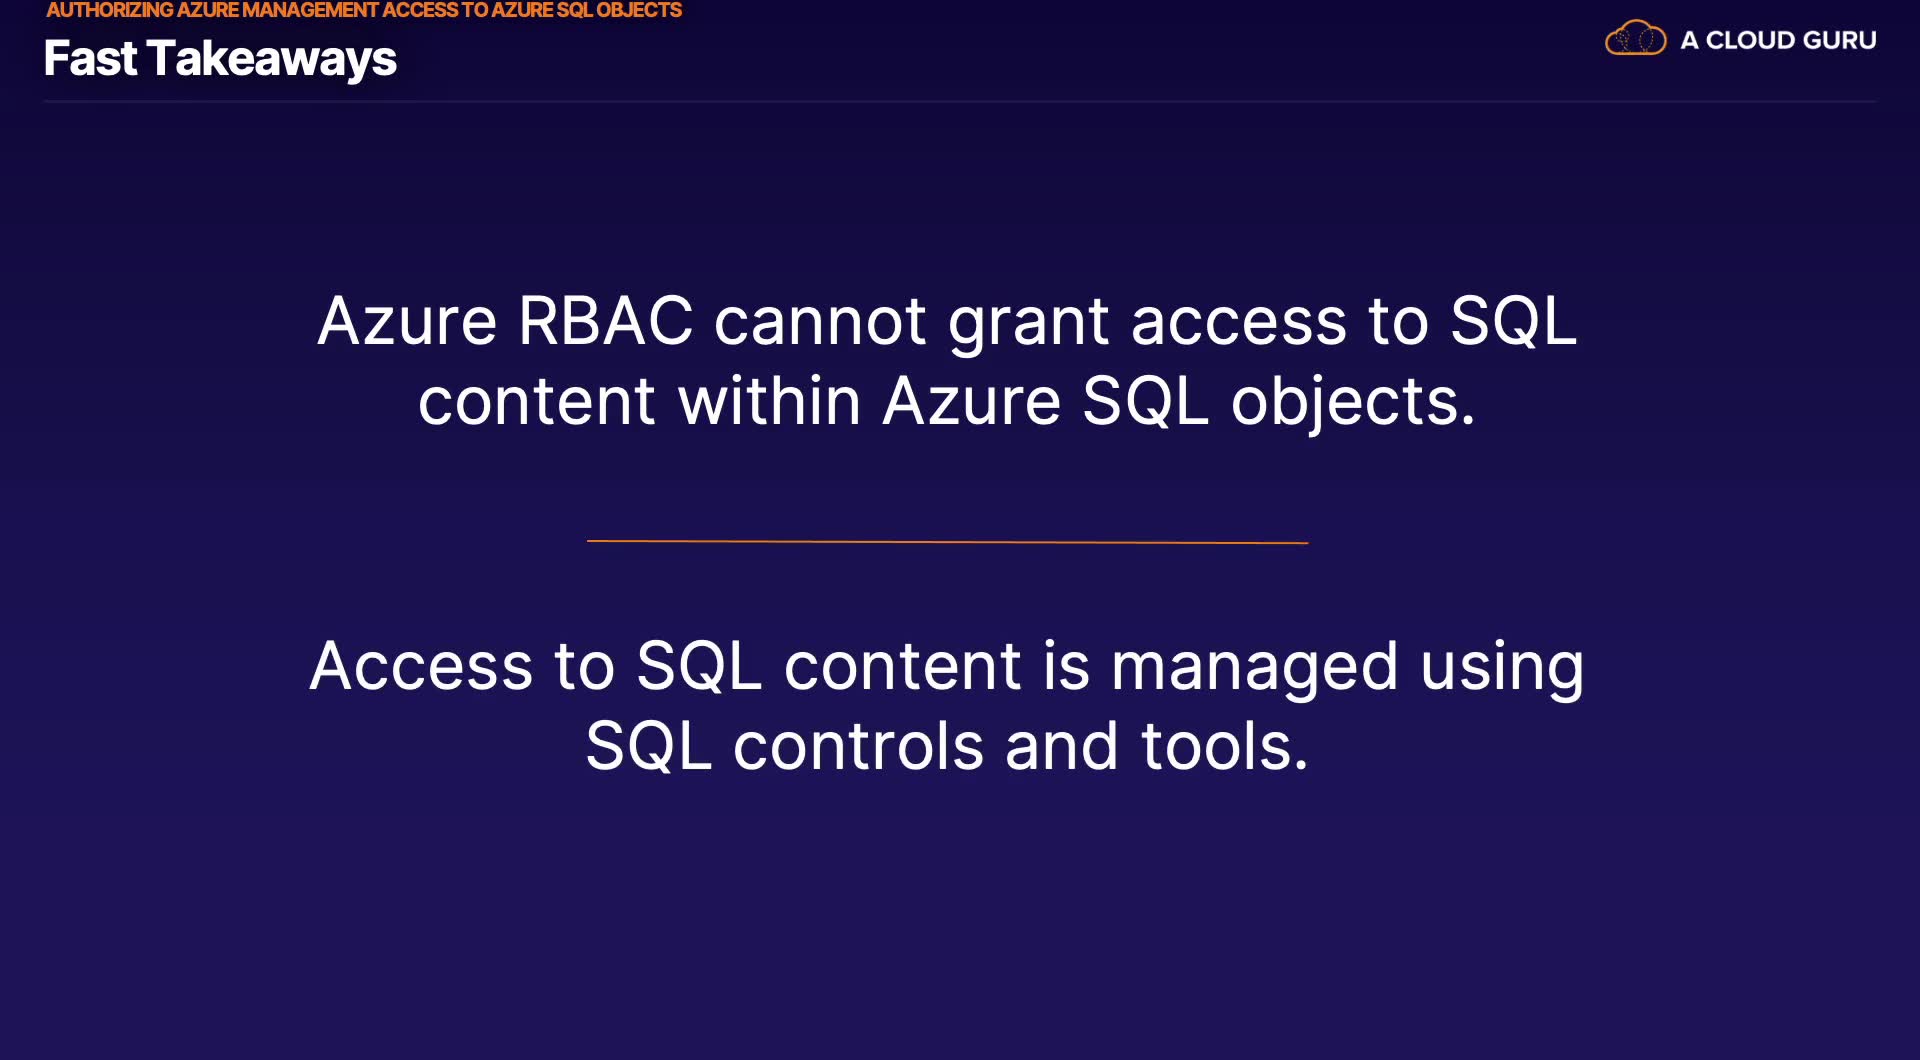 AUTHORIZING AZURE MANAGEMENT ACCESS TO AZURE SQL OBJECTS
Fast Takeaways
A CLOUD GURU
Azure RBAC cannot grant access to SQL
content within Azure SQL objects.
Access to SQL content is managed using
SQL controls and tools.